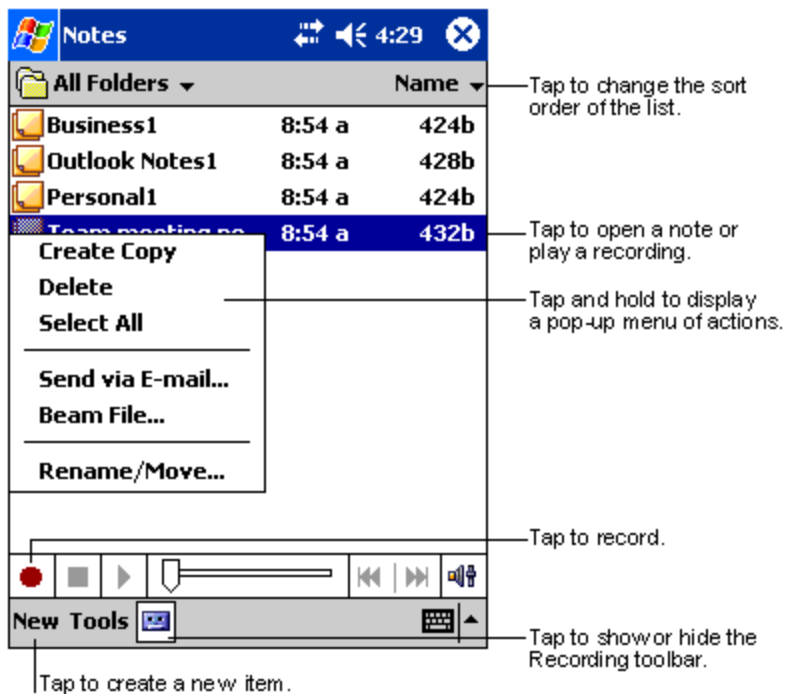 Notes 4:29
All Folders Name
Tap to change the sort
order of the list.
Business1 8:54 a 424b
Outlook Notes1 8:54 a 428b
Personal1 8:54 a 424b
Team meeting no 8:54 a 432b
Tap to open a note or
play a recording.
Create Copy
Delete
Select All
Tap and hold to display
a pop-up menu of actions.
Send via E-mail...
Beam File...
Rename/Move...
Tap to record.
New Tools
Tap to show or hide the
Recording toolbar.
Tap to create a new item.